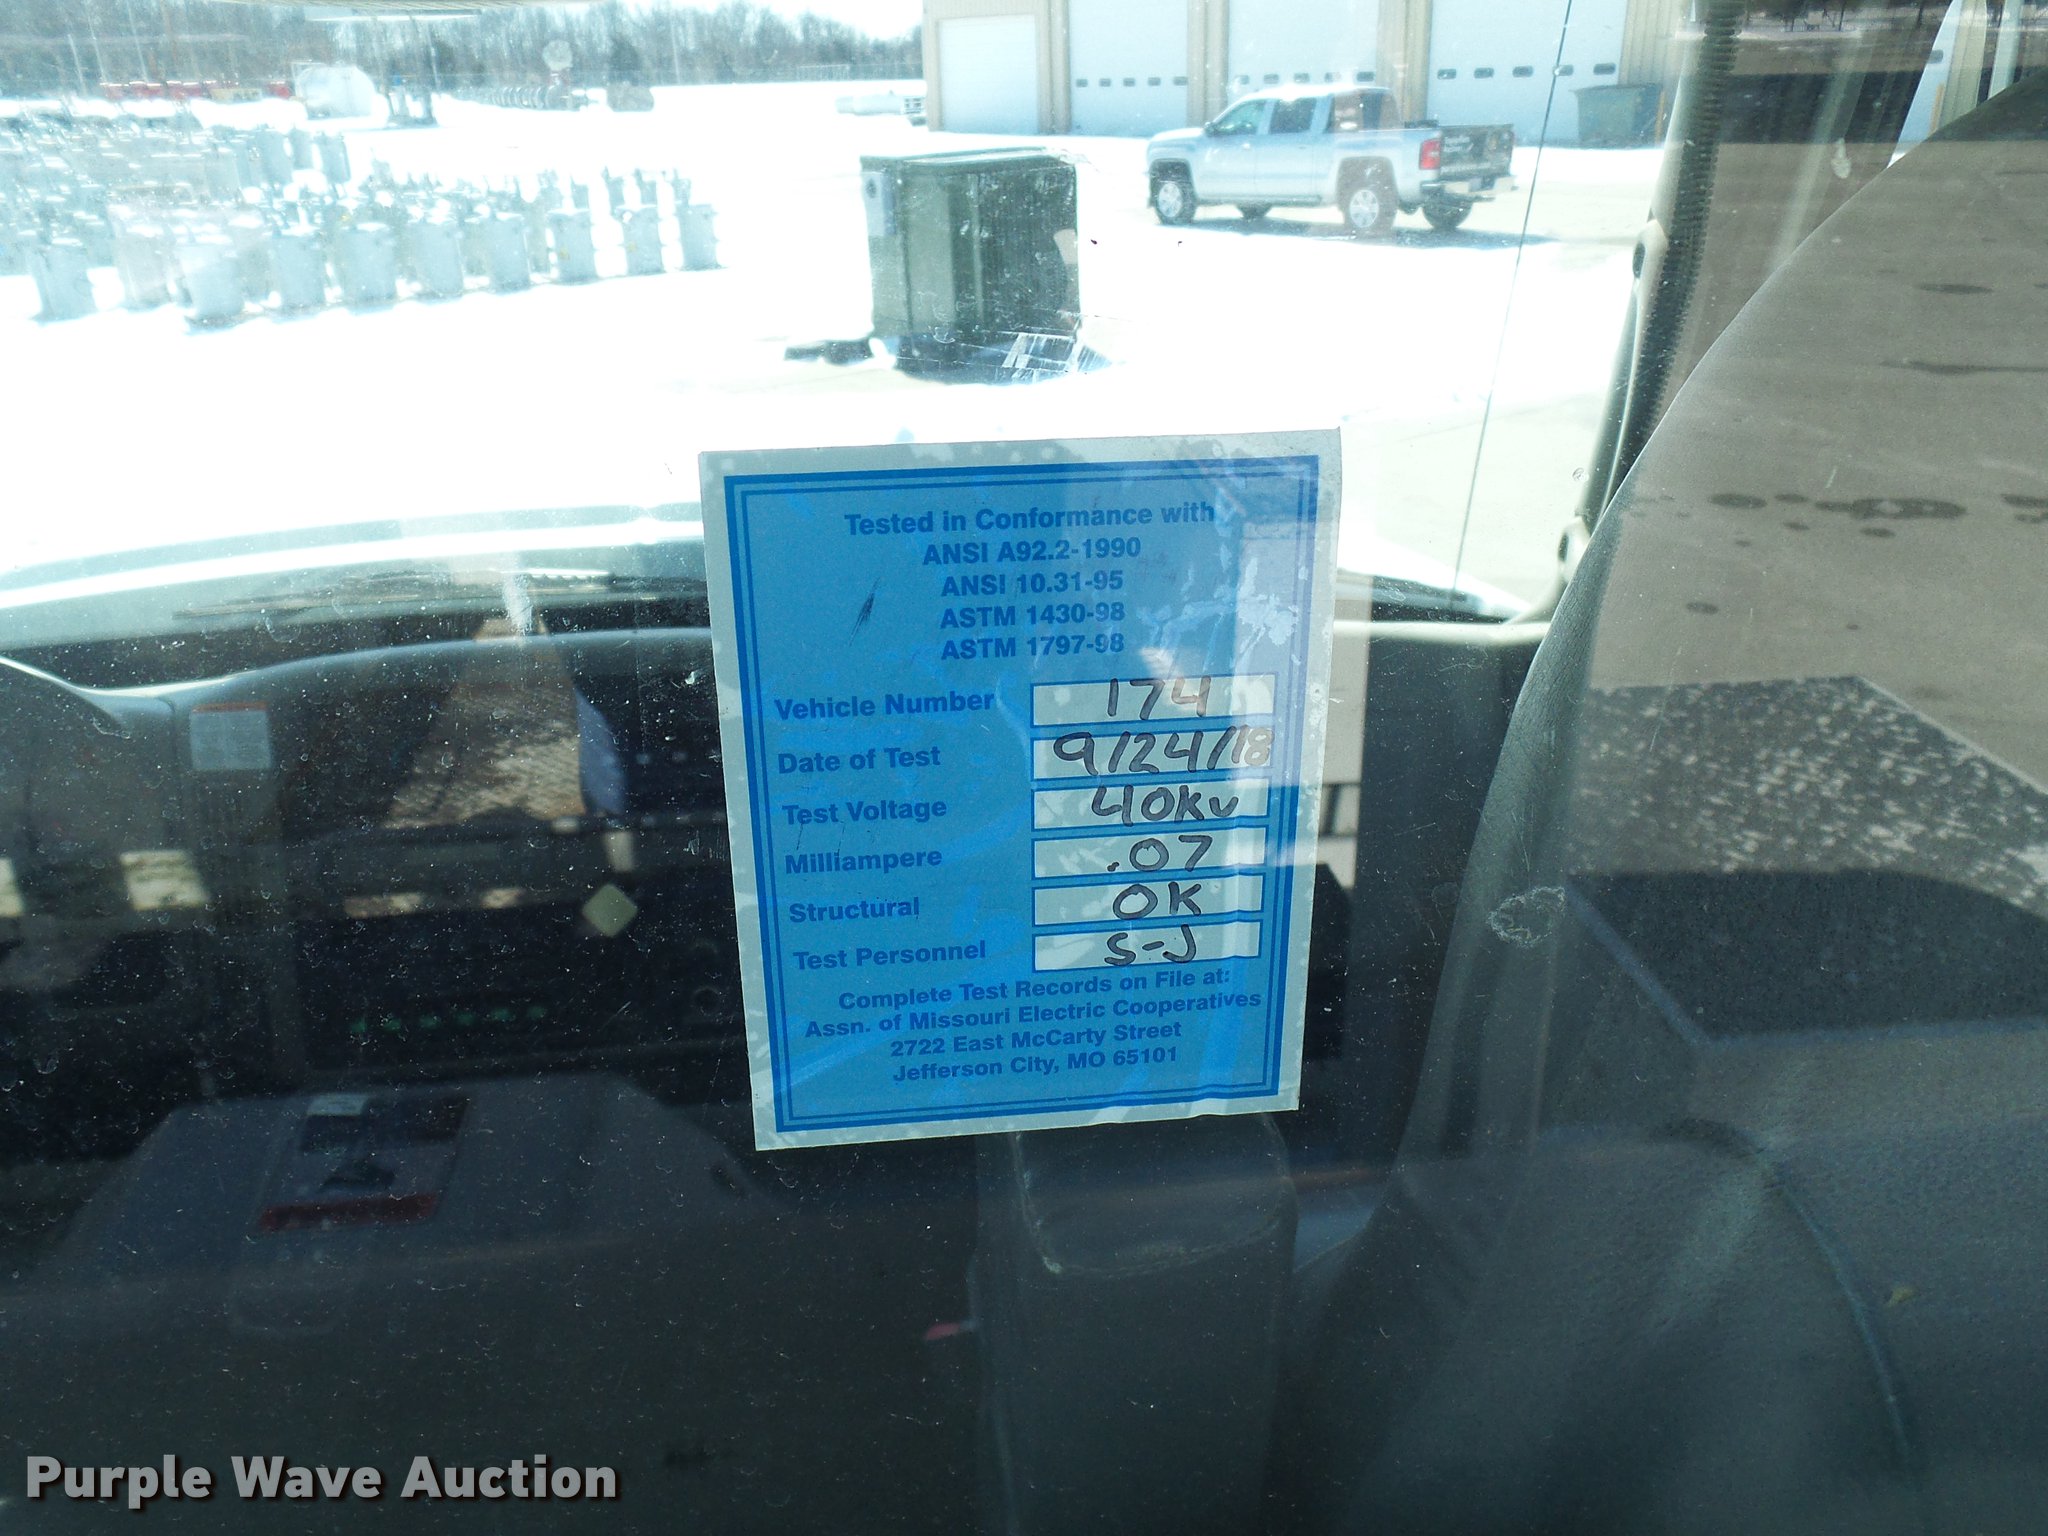 Tested in Conformance with
ANSI A92.2-1990
ANSI 10.31-95
ASTM 1430-98
ASTM 1797-98
Vehicle Number 174
Date of Test 9/24/18
Test Voltage 40Kv
Milliampere .07
Structural OK
Test Personnel S-J
Complete Test Records on File at:
Assn. of Missouri Electric Cooperatives
2722 East McCarty Street
Jefferson City, MO 65101
Purple Wave Auction